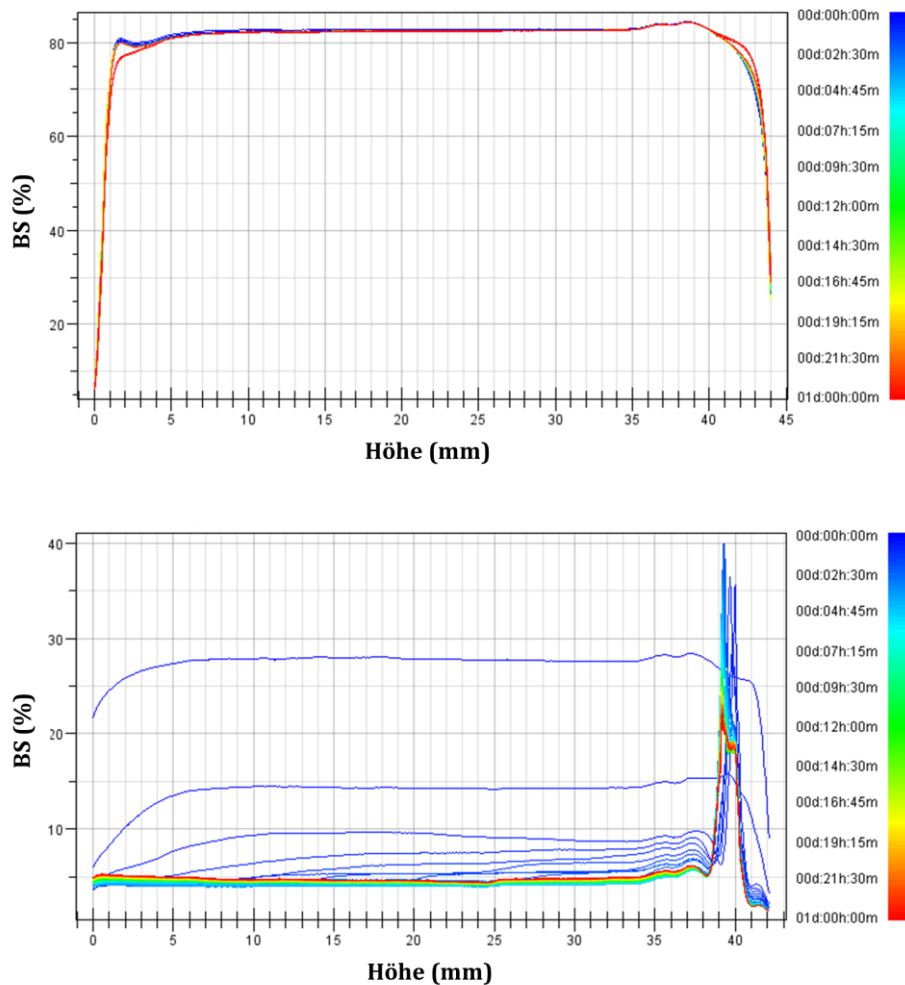 80
60
40
20
BS (%)
0 5 10 15 20 25 30 35 40 45
Höhe (mm)
00d:00h:00m
00d:02h:30m
00d:04h:45m
00d:07h:15m
00d:09h:30m
00d:12h:00m
00d:14h:30m
00d:16h:45m
00d:19h:15m
00d:21h:30m
01d:00h:00m
40
30
20
10
BS (%)
0 5 10 15 20 25 30 35 40
Höhe (mm)
00d:00h:00m
00d:02h:30m
00d:04h:45m
00d:07h:15m
00d:09h:30m
00d:12h:00m
00d:14h:30m
00d:16h:45m
00d:19h:15m
00d:21h:30m
01d:00h:00m